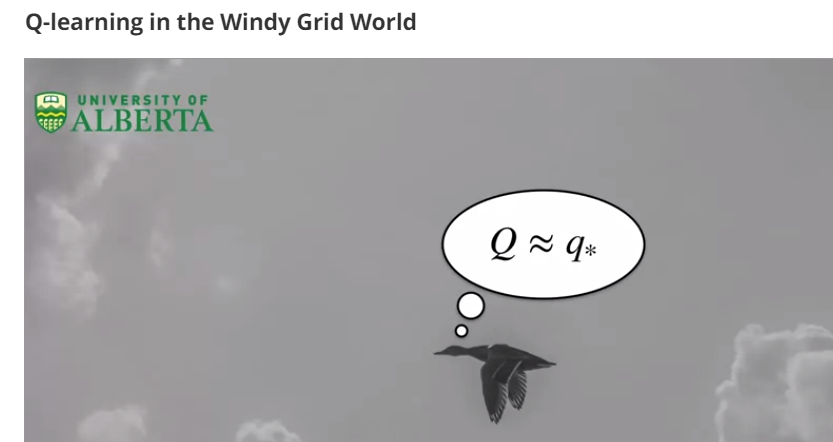 Q-learning in the Windy Grid World
UNIVERSITY OF
ALBERTA
Q ≈ q*